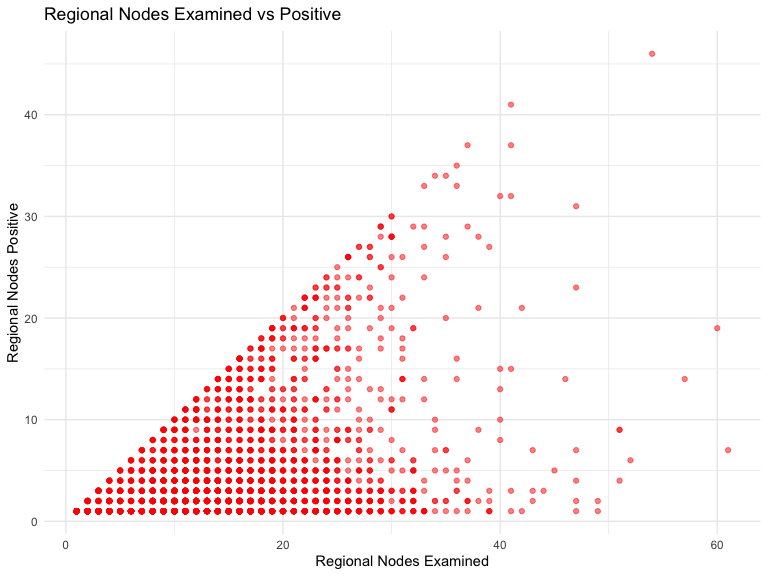 Regional Nodes Examined vs Positive
40
30
20
10
0
Regional Nodes Positive
0 20 40 60
Regional Nodes Examined